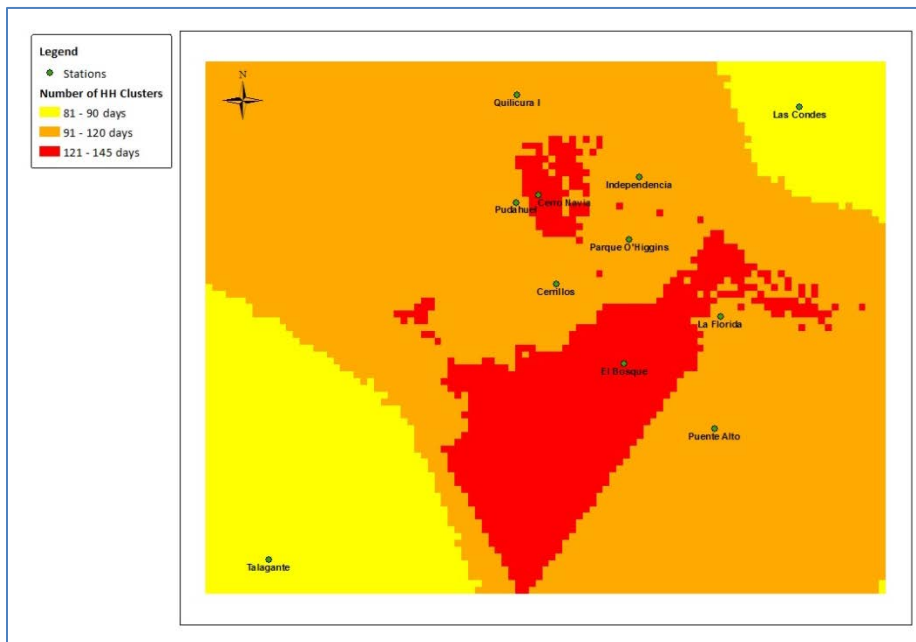 Legend
Stations
Number of HH Clusters
81 - 90 days
91 - 120 days
121 - 145 days
N
Quilicura I
Las Condes
Independencia
Cerro Navia
Pudahuel
Parque O'Higgins
Cerrillos
La Florida
El Bosque
Puente Alto
Talagante